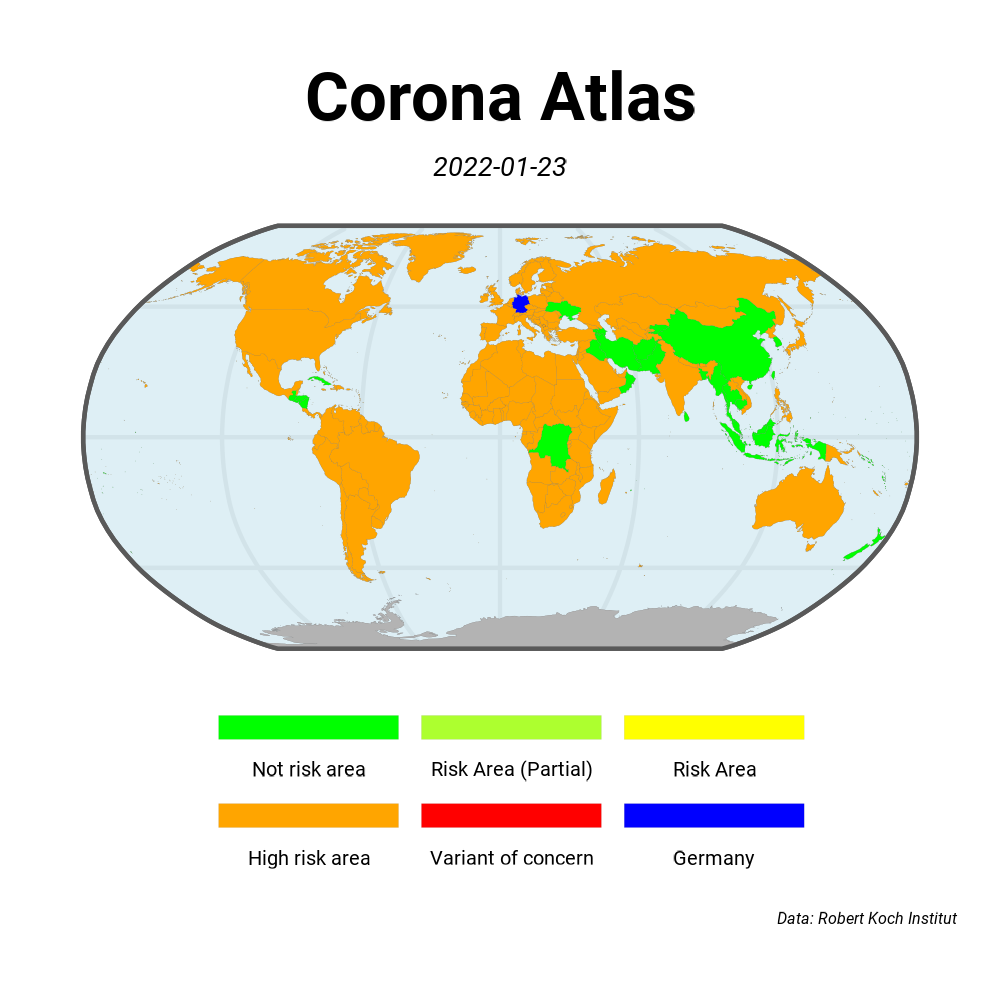 Corona Atlas
2022-01-23
Not risk area
Risk Area (Partial)
Risk Area
High risk area
Variant of concern
Germany
Data: Robert Koch Institut